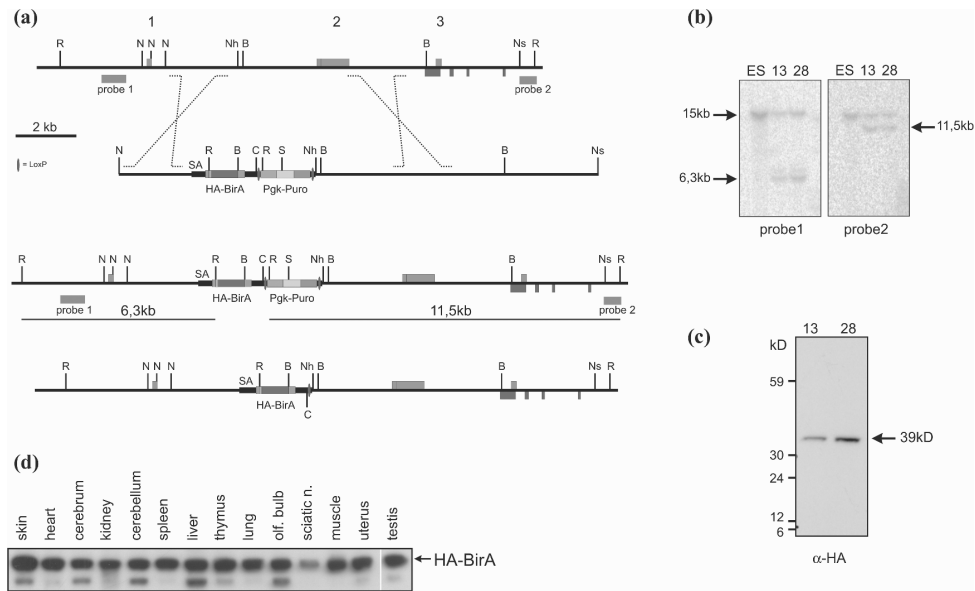 (a)
1 2 3
R N N N Nh B B Ns R
probe 1 probe 2
2 kb
= LoxP
N SA R B C R S Nh B B Ns
HA-BirA Pgk-Puro
R N N N SA R B C R S Nh B B Ns R
HA-BirA Pgk-Puro
probe 1 probe 2
6,3kb 11,5kb
R N N N SA R B Nh B B Ns R
HA-BirA
C
(b)
ES 13 28 ES 13 28
15kb
11,5kb
6,3kb
probe1 probe2
(c)
13 28
kD
59
39kD
30
24
12
6
α-HA
(d)
skin heart cerebrum kidney cerebellum spleen liver thymus lung olf. bulb sciatic n. muscle uterus testis
HA-BirA